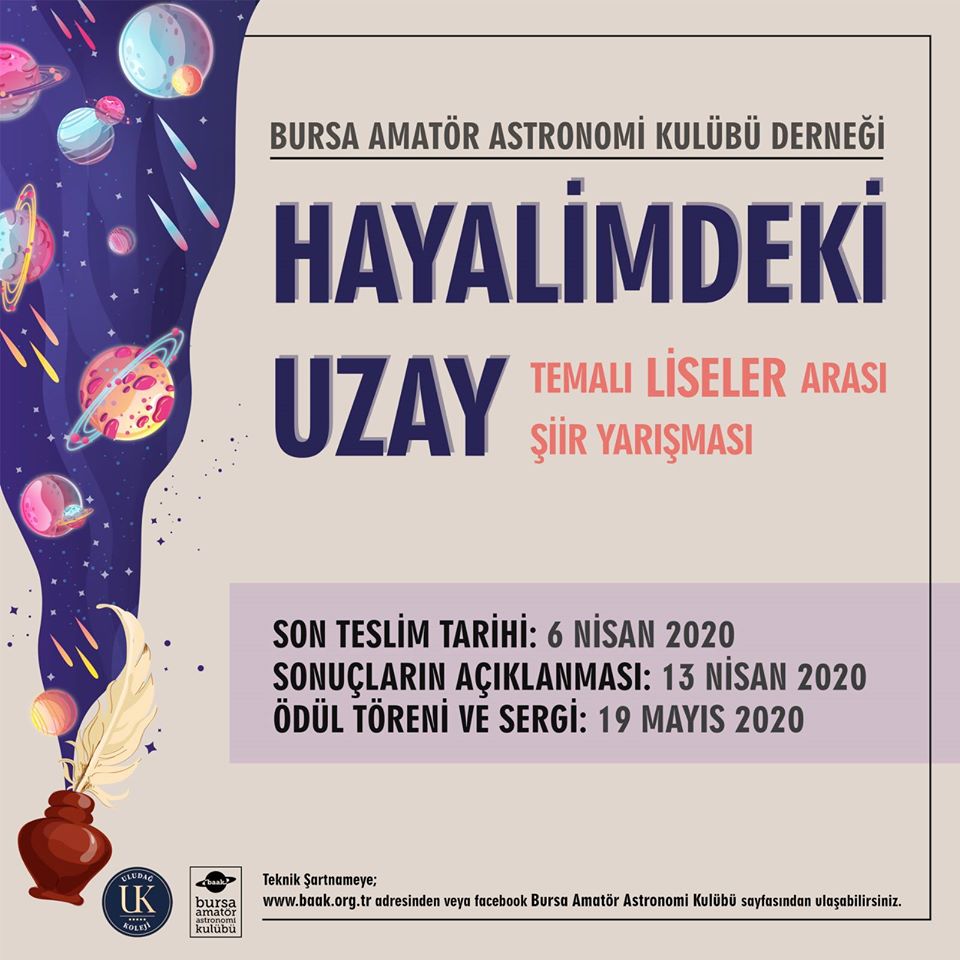 BURSA AMATÖR ASTRONOMİ KULÜBÜ DERNEĞİ
HAYALİMDEKİ
UZAY
TEMALI LİSELER ARASI
ŞİİR YARIŞMASI
SON TESLİM TARİHİ: 6 NİSAN 2020
SONUÇLARIN AÇIKLANMASI: 13 NİSAN 2020
ÖDÜL TÖRENİ VE SERGİ: 19 MAYIS 2020
ULUDAĞ
UK
KOLEJİ
baak
bursa
amatör
astronomi
kulübü
Teknik Şartnameye;
www.baak.org.tr adresinden veya facebook Bursa Amatör Astronomi Kulübü sayfasından ulaşabilirsiniz.